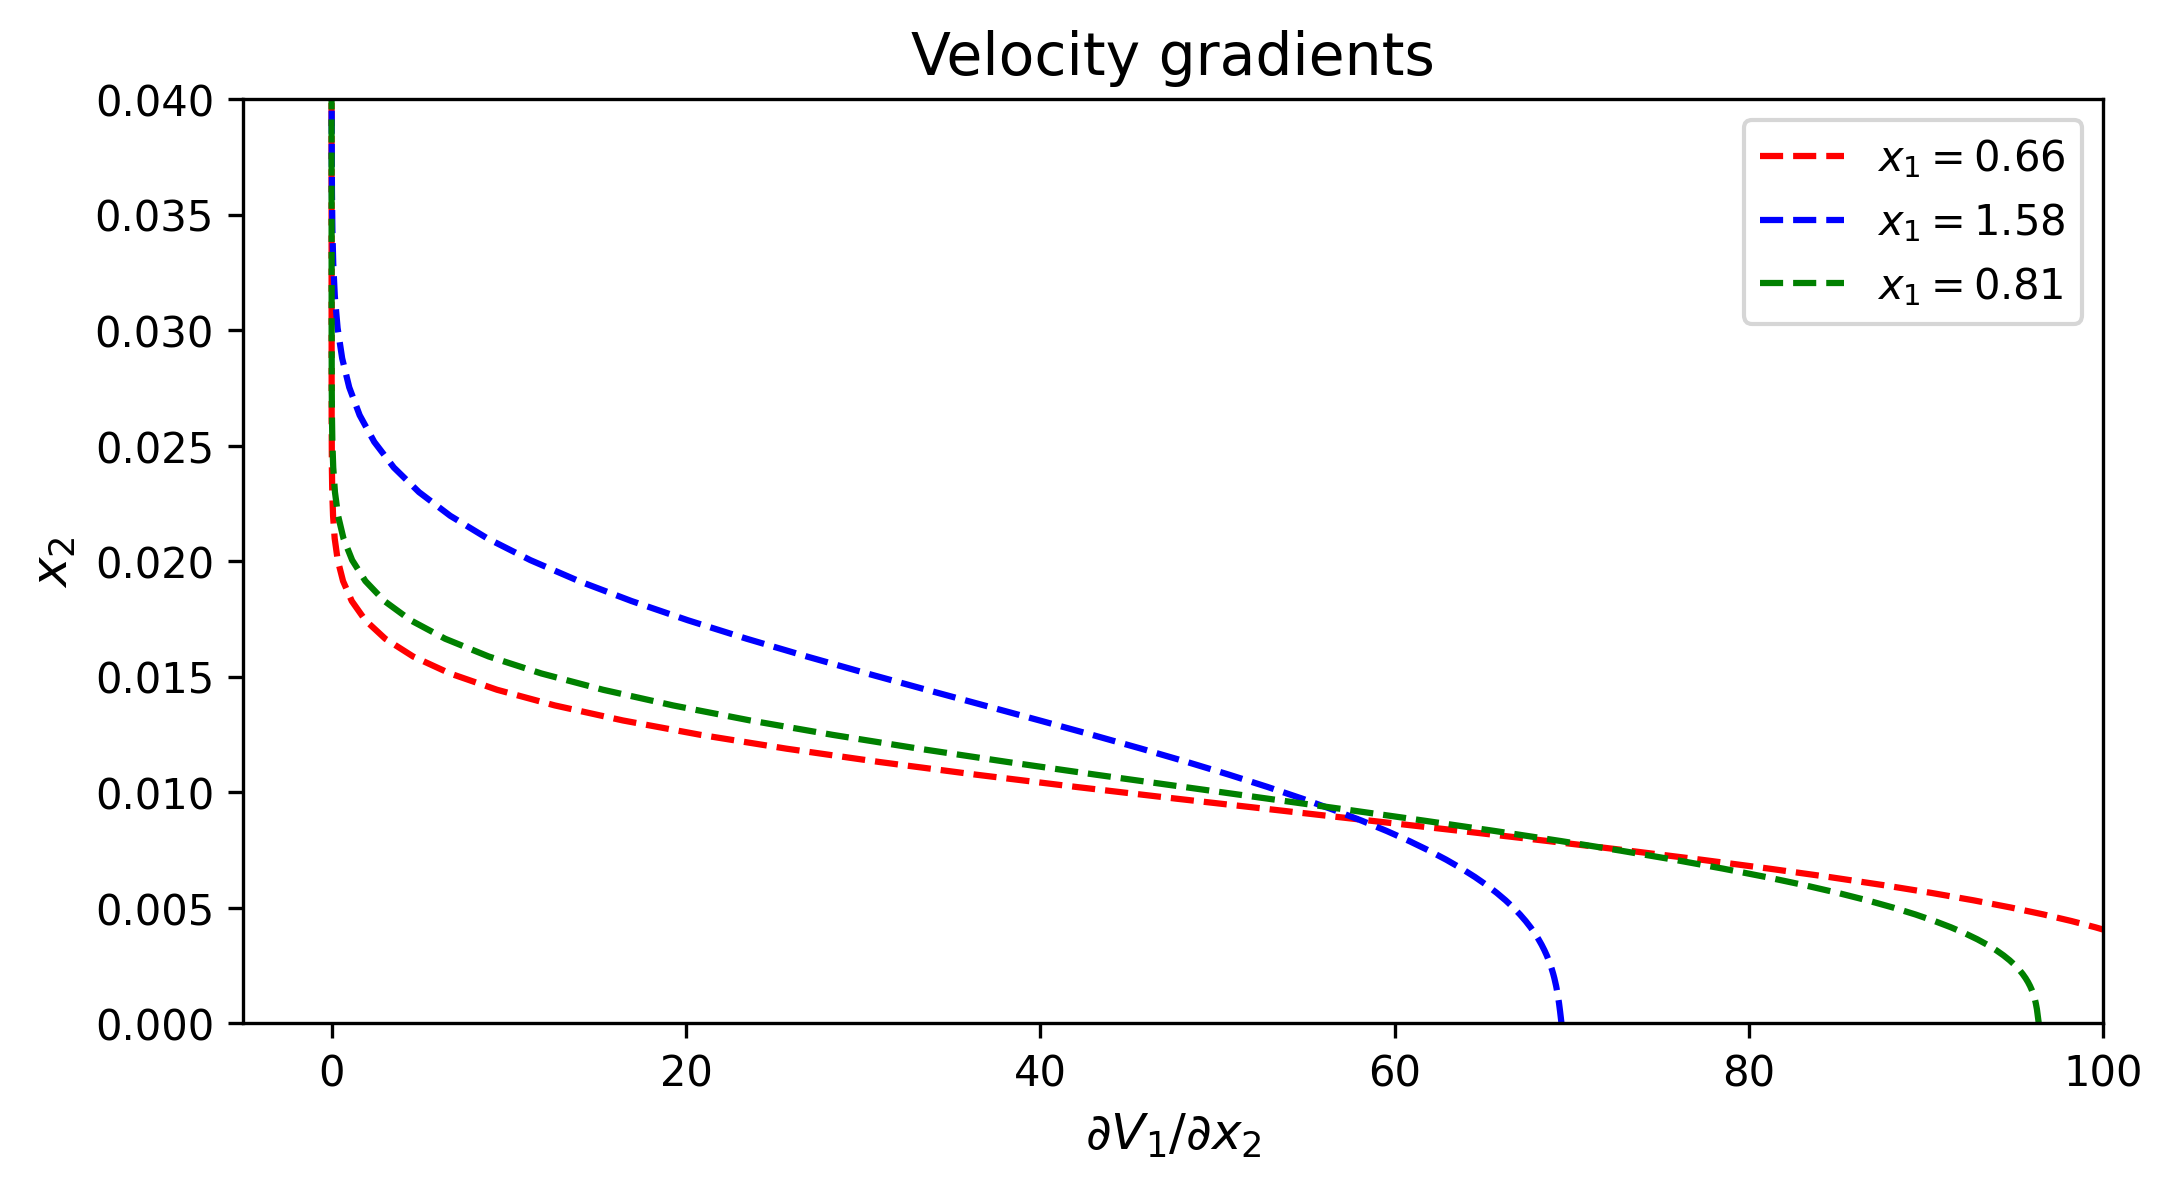 Velocity gradients
0.040
0.035
0.030
0.025
0.020
0.015
0.010
0.005
0.000
x₂
x₁ = 0.66
x₁ = 1.58
x₁ = 0.81
0 20 40 60 80 100
∂V₁/∂x₂